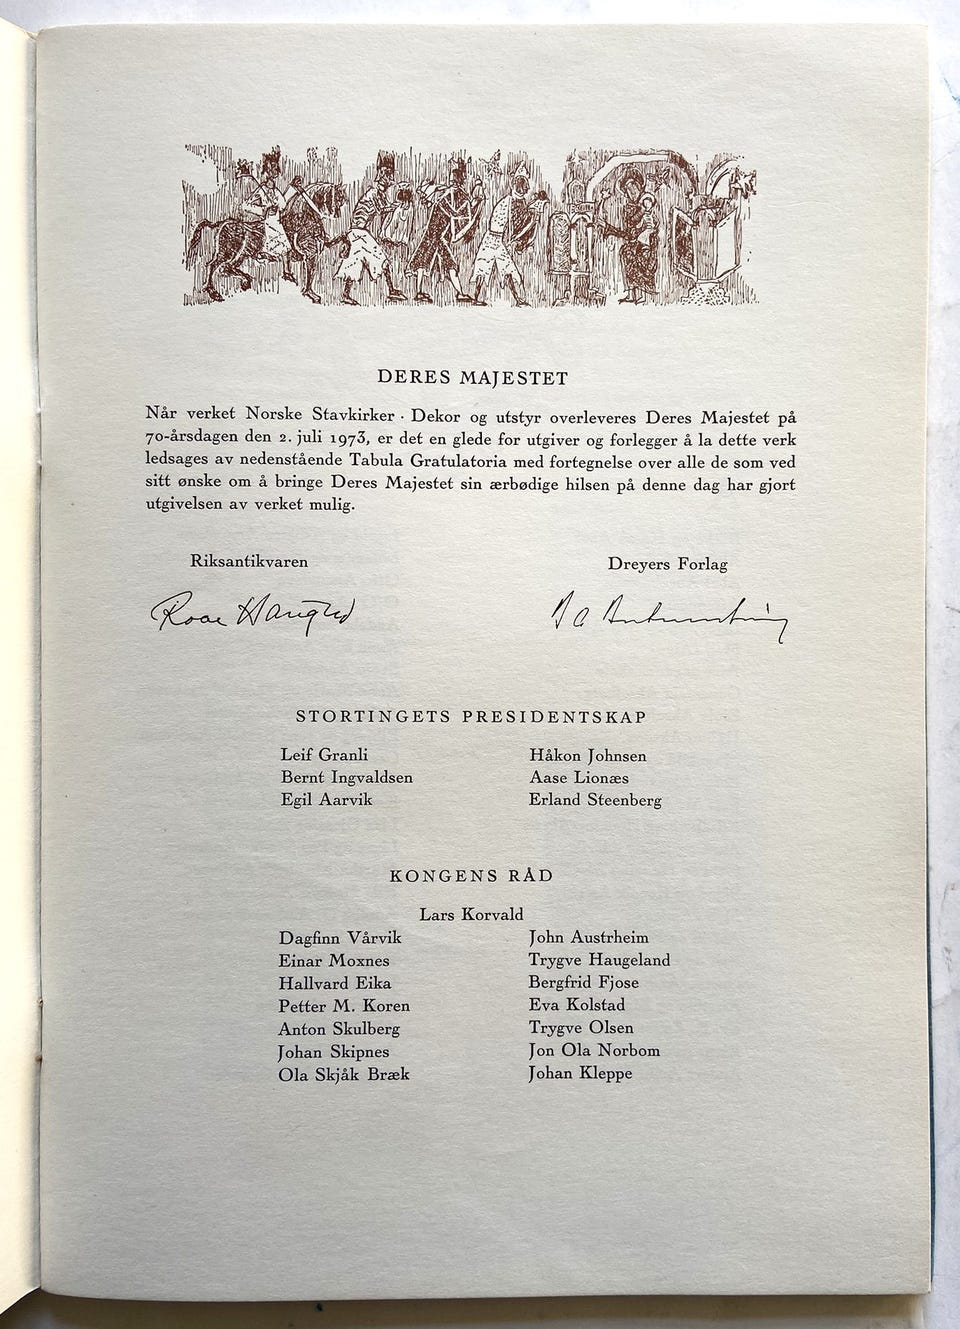 DERES MAJESTET
Når verket Norske Stavkirker · Dekor og utstyr overleveres Deres Majestet på
70-årsdagen den 2. juli 1973, er det en glede for utgiver og forlegger å la dette verk
ledsages av nedenstående Tabula Gratulatoria med fortegnelse over alle de som ved
sitt ønske om å bringe Deres Majestet sin ærbødige hilsen på denne dag har gjort
utgivelsen av verket mulig.
Riksantikvaren
Dreyers Forlag
Roar Hauglid
STORTINGETS PRESIDENTSKAP
Leif Granli
Bernt Ingvaldsen
Egil Aarvik
Håkon Johnsen
Aase Lionæs
Erland Steenberg
KONGENS RÅD
Lars Korvald
Dagfinn Vårvik
Einar Moxnes
Hallvard Eika
Petter M. Koren
Anton Skulberg
Johan Skipnes
Ola Skjåk Bræk
John Austrheim
Trygve Haugeland
Bergfrid Fjose
Eva Kolstad
Trygve Olsen
Jon Ola Norbom
Johan Kleppe